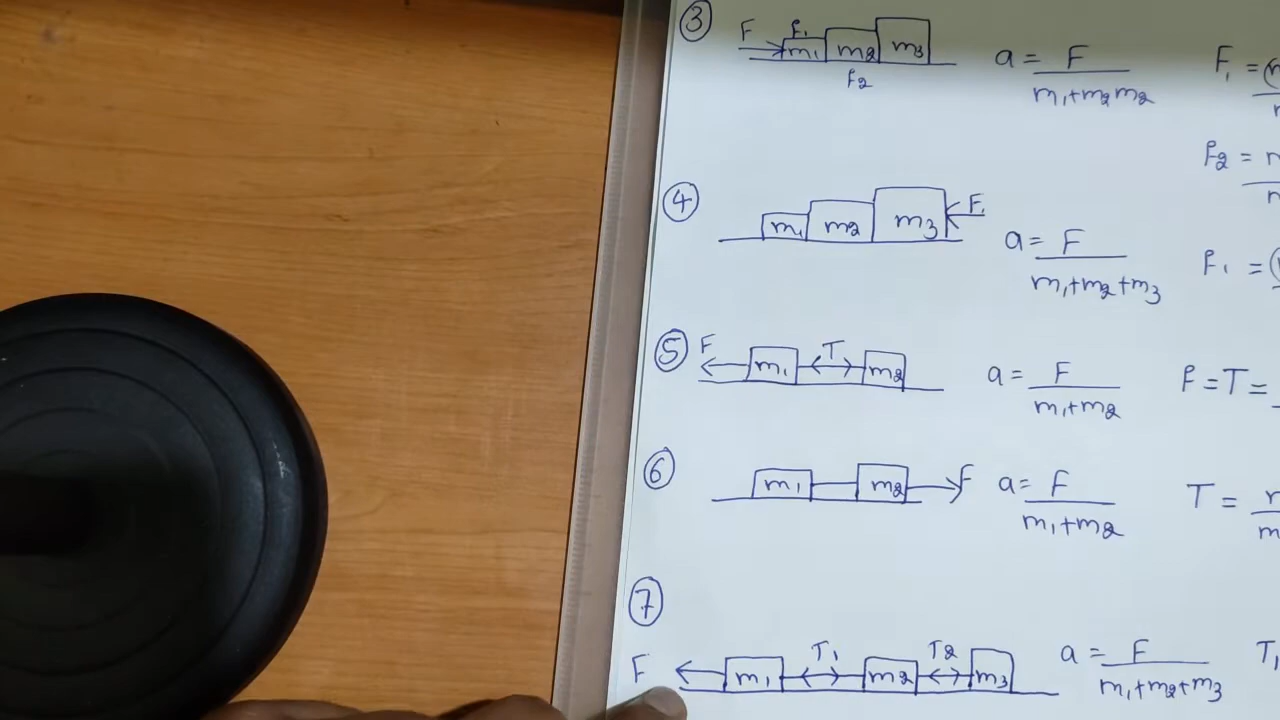 ③ F f₁ m₁ m₂ m₃ f₂ a = F / m₁+m₂m₂ F₁ =
f₂ =
④ m₁ m₂ m₃ F₁ a = F / m₁+m₂+m₃ f₁ =
⑤ F m₁ T m₂ a = F / m₁+m₂ f = T =
⑥ m₁ m₂ F a = F / m₁+m₂ T =
⑦
F m₁ T₁ m₂ T₂ m₃ a = F / m₁+m₂+m₃ T₁